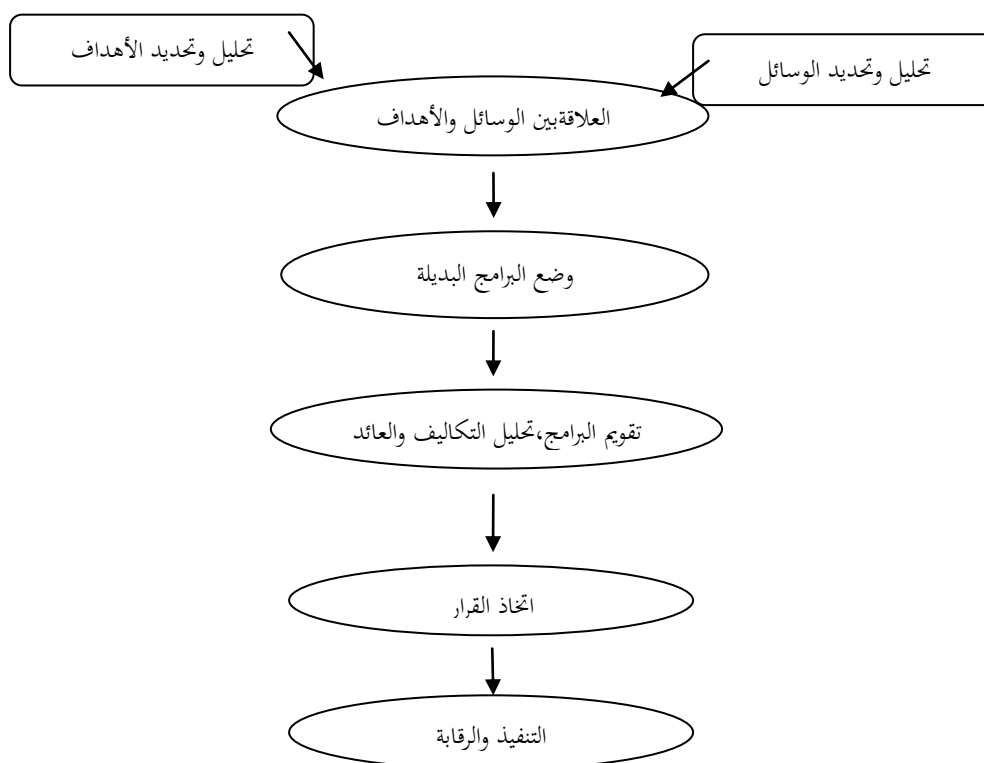 تحليل وتحديد الأهداف
تحليل وتحديد الوسائل
العلاقةبين الوسائل والأهداف
وضع البرامج البديلة
تقويم البرامج،تحليل التكاليف والعائد
اتخاذ القرار
التنفيذ والرقابة